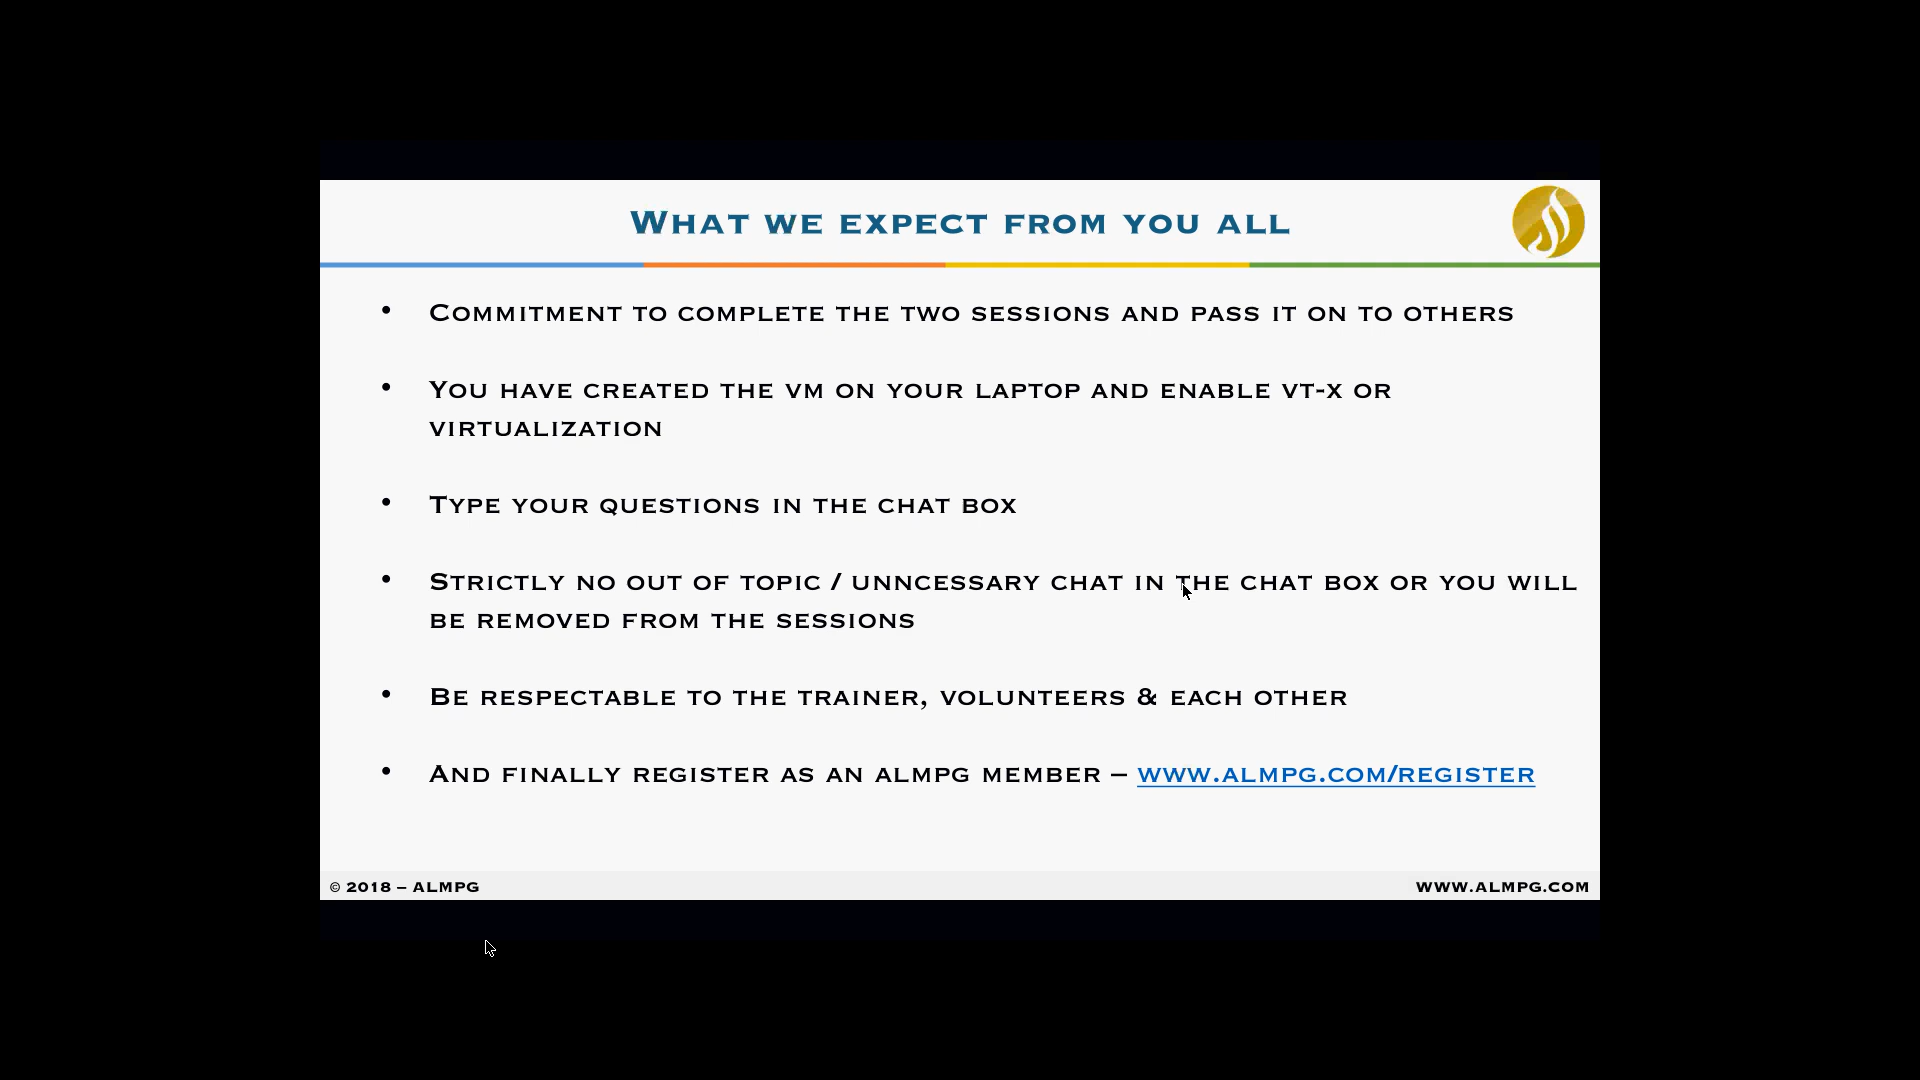 What we expect from you all
• Commitment to complete the two sessions and pass it on to others
• You have created the vm on your laptop and enable vt-x or
virtualization
• Type your questions in the chat box
• Strictly no out of topic / unncessary chat in the chat box or you will
be removed from the sessions
• Be respectable to the trainer, volunteers & each other
• And finally register as an almpg member – www.almpg.com/register
© 2018 – ALMPG
www.almpg.com